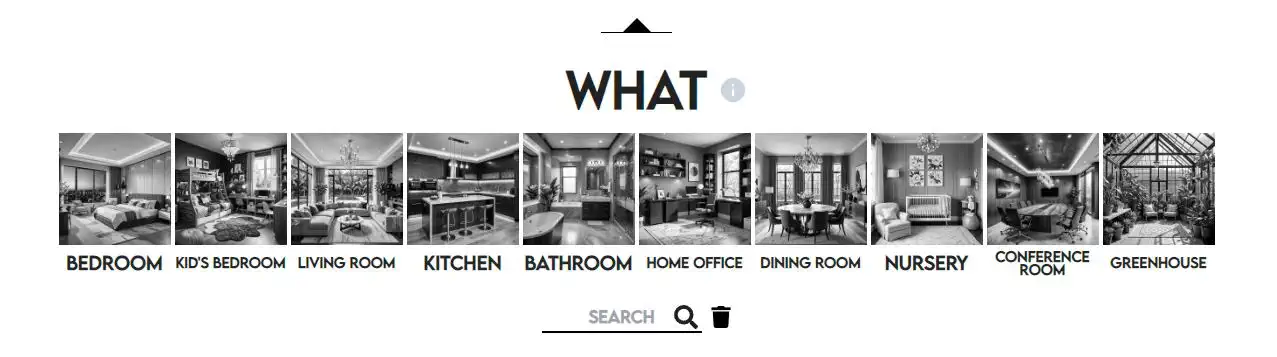 WHAT
BEDROOM
KID'S BEDROOM
LIVING ROOM
KITCHEN
BATHROOM
HOME OFFICE
DINING ROOM
NURSERY
CONFERENCE
ROOM
GREENHOUSE
SEARCH